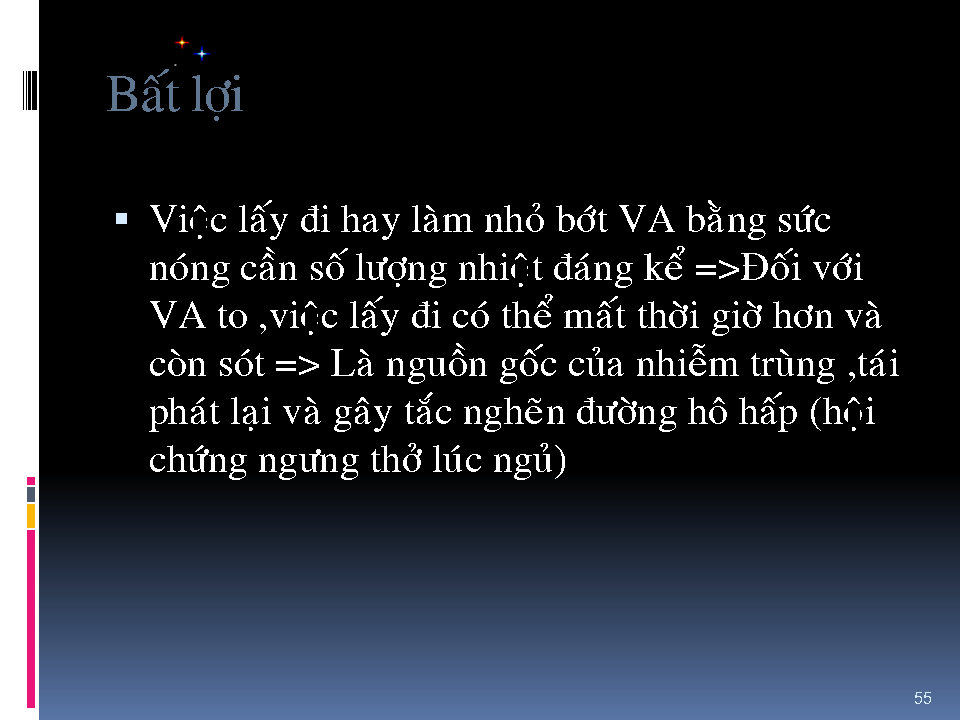 Bất lợi
▪ Việc lấy đi hay làm nhỏ bớt VA bằng sức
nóng cần số lượng nhiệt đáng kể =>Đối với
VA to ,việc lấy đi có thể mất thời giờ hơn và
còn sót => Là nguồn gốc của nhiễm trùng ,tái
phát lại và gây tắc nghẽn đường hô hấp (hội
chứng ngưng thở lúc ngủ)
55